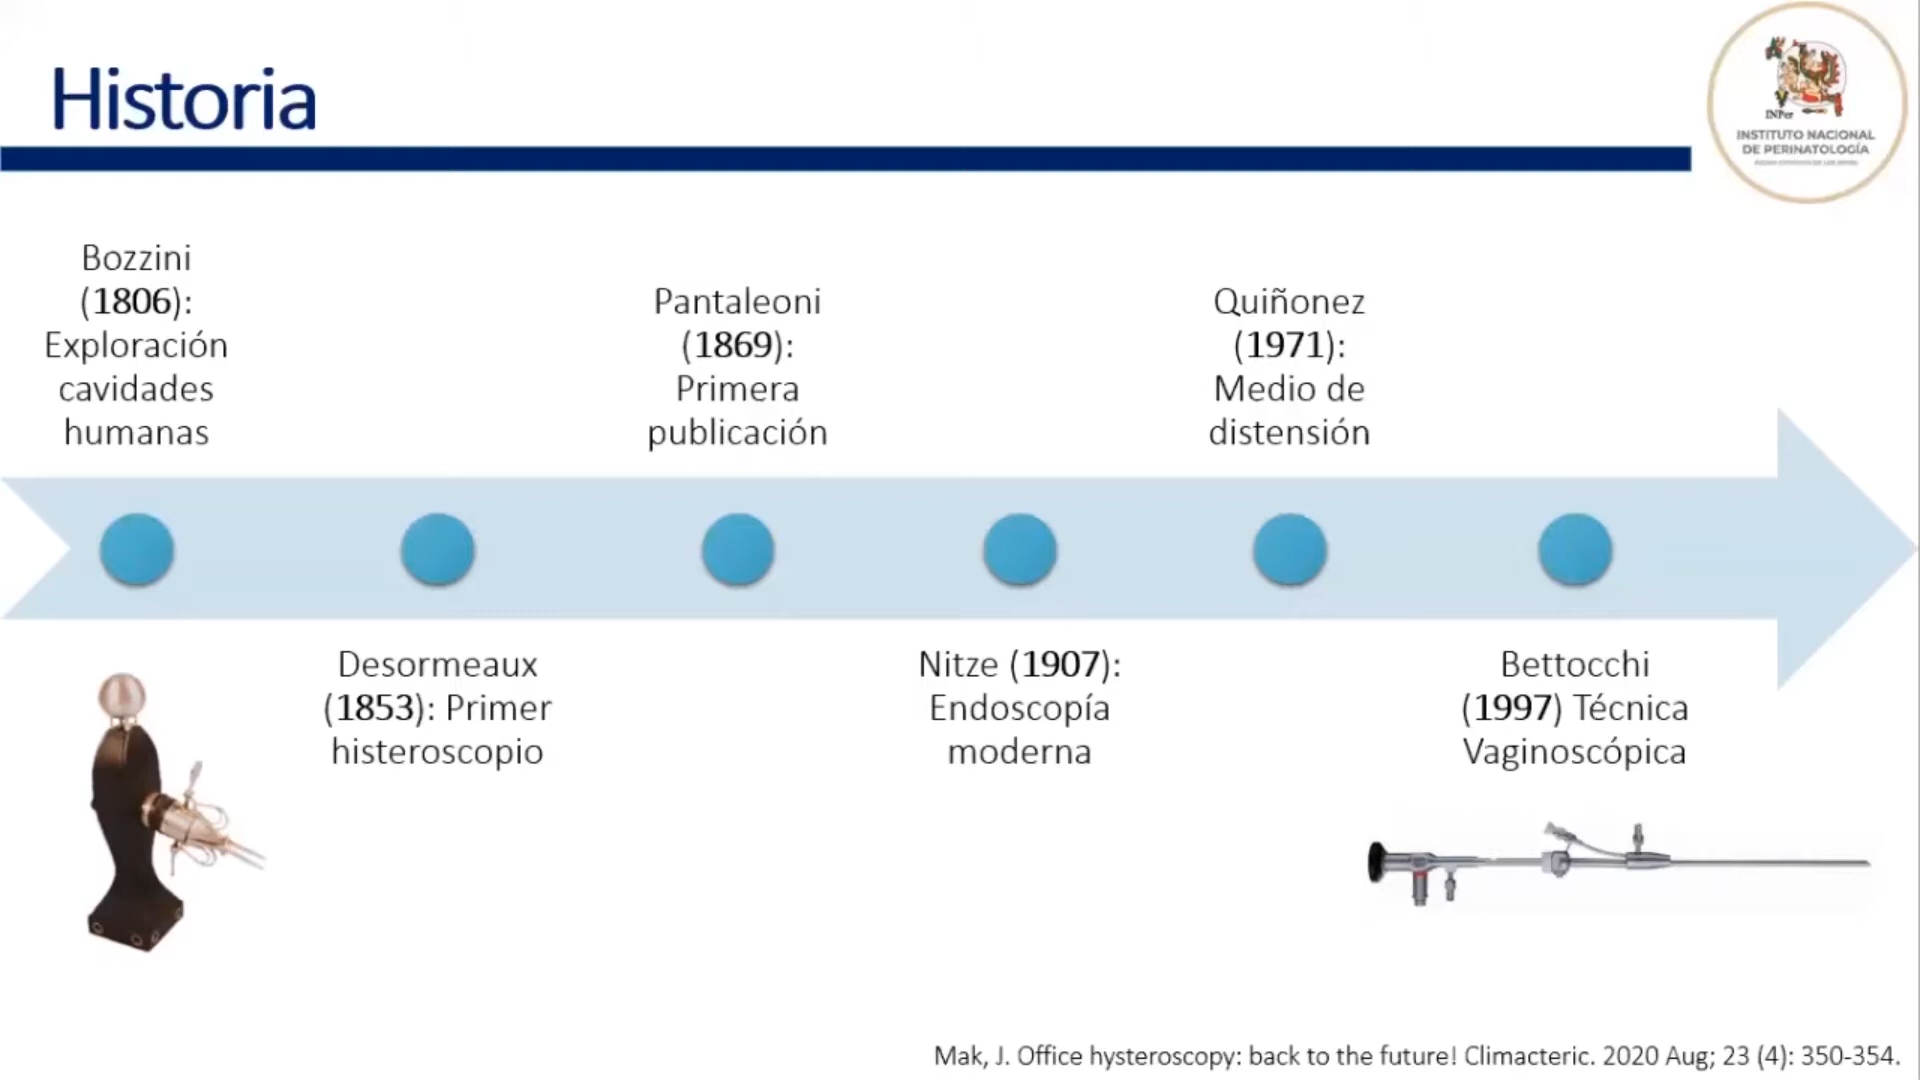 Historia
INPer
INSTITUTO NACIONAL
DE PERINATOLOGÍA
Bozzini
(1806):
Exploración
cavidades
humanas
Desormeaux
(1853): Primer
histeroscopio
Pantaleoni
(1869):
Primera
publicación
Nitze (1907):
Endoscopía
moderna
Quiñonez
(1971):
Medio de
distensión
Bettocchi
(1997) Técnica
Vaginoscópica
Mak, J. Office hysteroscopy: back to the future! Climacteric. 2020 Aug; 23 (4): 350-354.